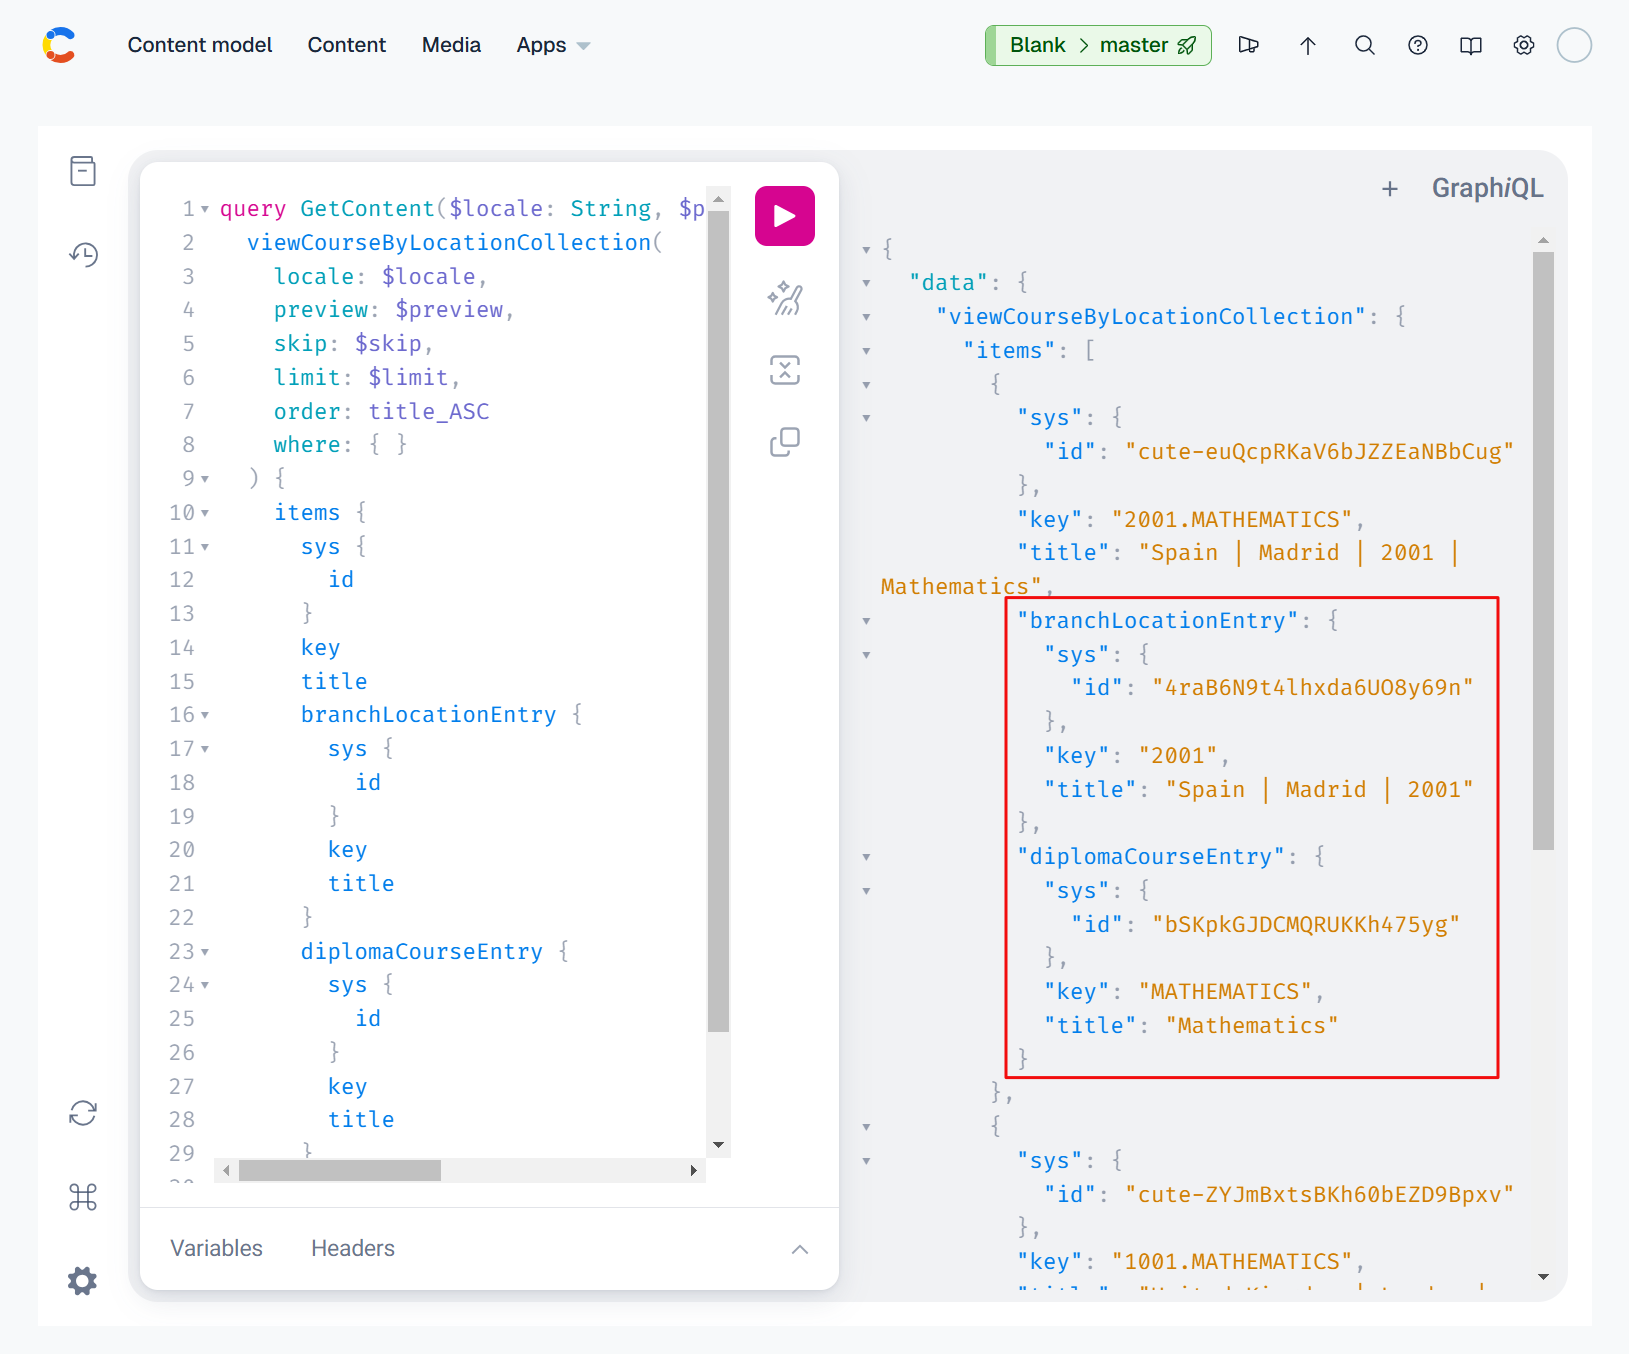 Content model Content Media Apps Blank > master
GraphiQL
1 query GetContent($locale: String, $p
2 viewCourseByLocationCollection(
3 locale: $locale,
4 preview: $preview,
5 skip: $skip,
6 limit: $limit,
7 order: title_ASC
8 where: { }
9 ) {
10 items {
11 sys {
12 id
13 }
14 key
15 title
16 branchLocationEntry {
17 sys {
18 id
19 }
20 key
21 title
22 }
23 diplomaCourseEntry {
24 sys {
25 id
26 }
27 key
28 title
29 }
Variables Headers
{
"data": {
"viewCourseByLocationCollection": {
"items": [
{
"sys": {
"id": "cute-euQcpRKaV6bJZZEaNBbCug"
},
"key": "2001.MATHEMATICS",
"title": "Spain | Madrid | 2001 |
Mathematics",
"branchLocationEntry": {
"sys": {
"id": "4raB6N9t4lhxda6UO8y69n"
},
"key": "2001",
"title": "Spain | Madrid | 2001"
},
"diplomaCourseEntry": {
"sys": {
"id": "bSKpkGJDCMQRUKKh475yg"
},
"key": "MATHEMATICS",
"title": "Mathematics"
}
},
{
"sys": {
"id": "cute-ZYJmBxtsBKh60bEZD9Bpxv"
},
"key": "1001.MATHEMATICS",